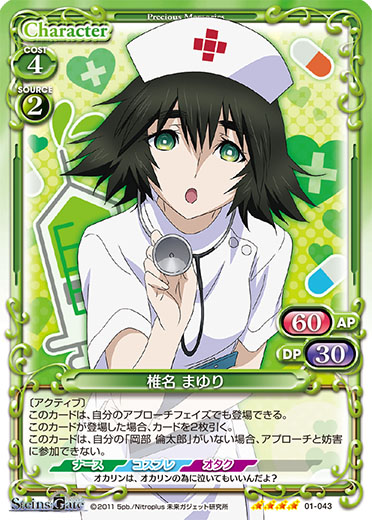 Precious Memories
Character
COST
4
SOURCE
2
60 AP
DP 30
椎名 まゆり
[アクティブ]
このカードは、自分のアプローチフェイズでも登場できる。
このカードが登場した場合、カードを2枚引く。
このカードは、自分の「岡部 倫太郎」がいない場合、アプローチと妨害
に参加できない。
ナース コスプレ オタク
オカリンは、オカリンの為に泣いてもいいんだよ?
Steins;Gate ©2011 5pb./Nitroplus 未来ガジェット研究所 ★★★★ 01-043